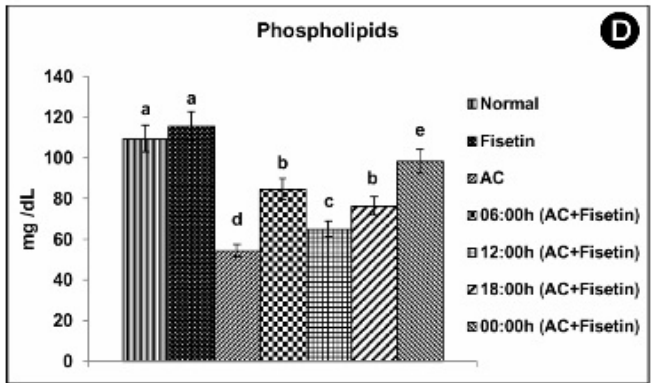 Phospholipids
D
mg /dL
140
120
100
80
60
40
20
0
a
a
d
b
c
b
e
Normal
Fisetin
AC
06:00h (AC+Fisetin)
12:00h (AC+Fisetin)
18:00h (AC+Fisetin)
00:00h (AC+Fisetin)